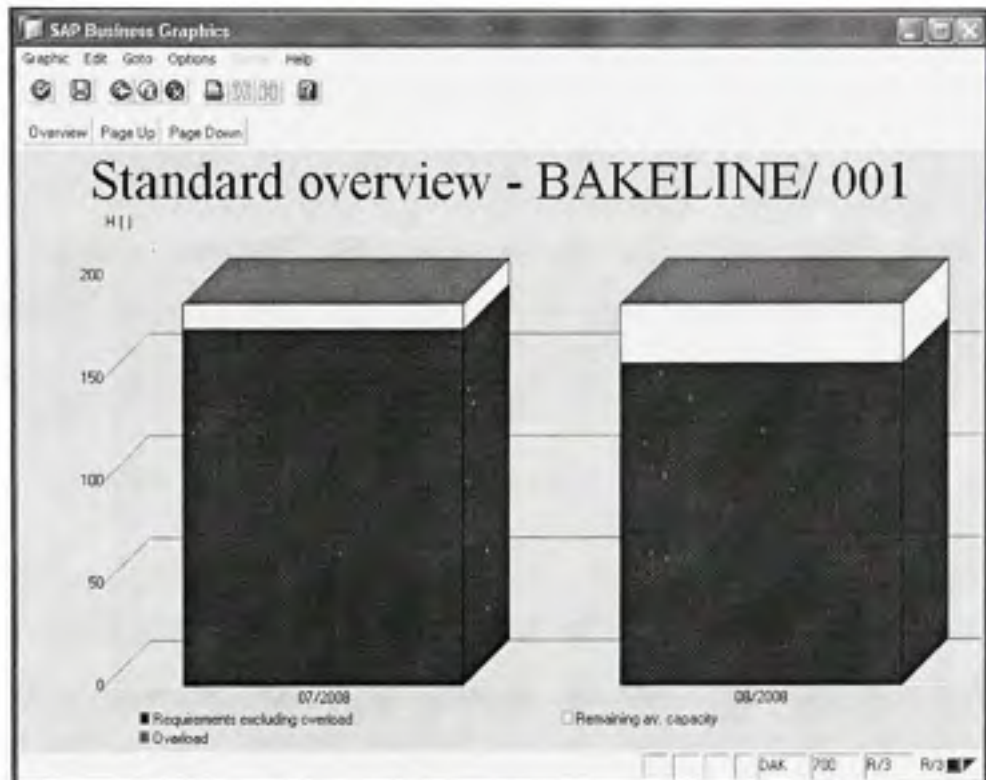 SAP Business Graphics
Graphic Edit Goto Options Help
Overview Page Up Page Down
Standard overview - BAKELINE/ 001
H []
200
150
100
50
0
07/2008 08/2008
Requirements excluding overload Remaining av. capacity
Overload
DAK 700 R/3 R/3